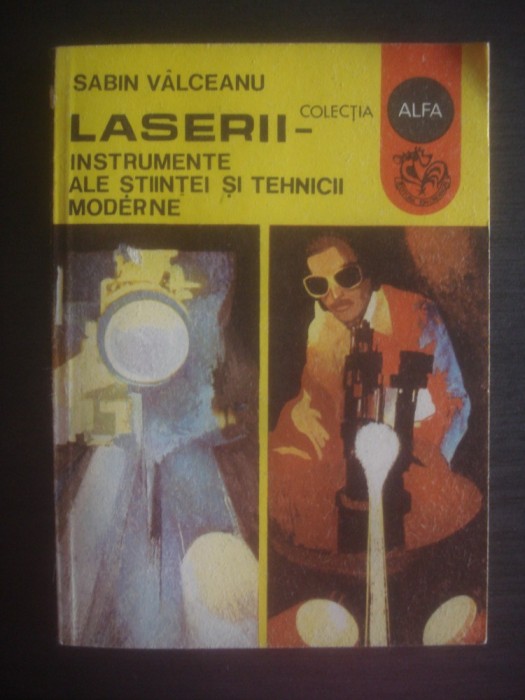 SABIN VÂLCEANU
COLECȚIA ALFA
LASERII-
INSTRUMENTE
ALE ȘTIINȚEI ȘI TEHNICII
MODERNE